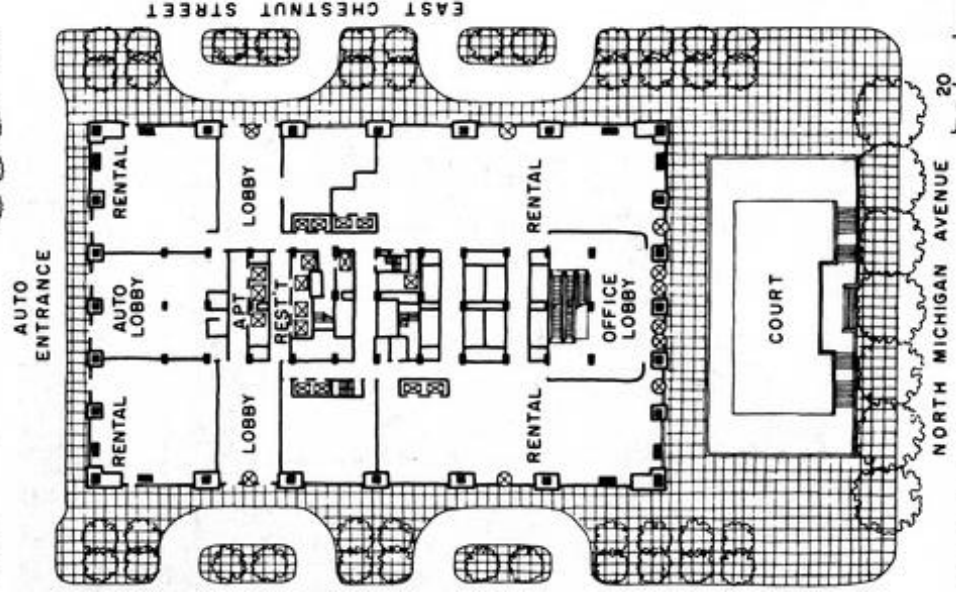 EAST CHESTNUT STREET
AUTO
ENTRANCE
RENTAL
LOBBY
RENTAL
AUTO
LOBBY
APT
REST'T
OFFICE
LOBBY
COURT
RENTAL
LOBBY
RENTAL
NORTH MICHIGAN AVENUE
20